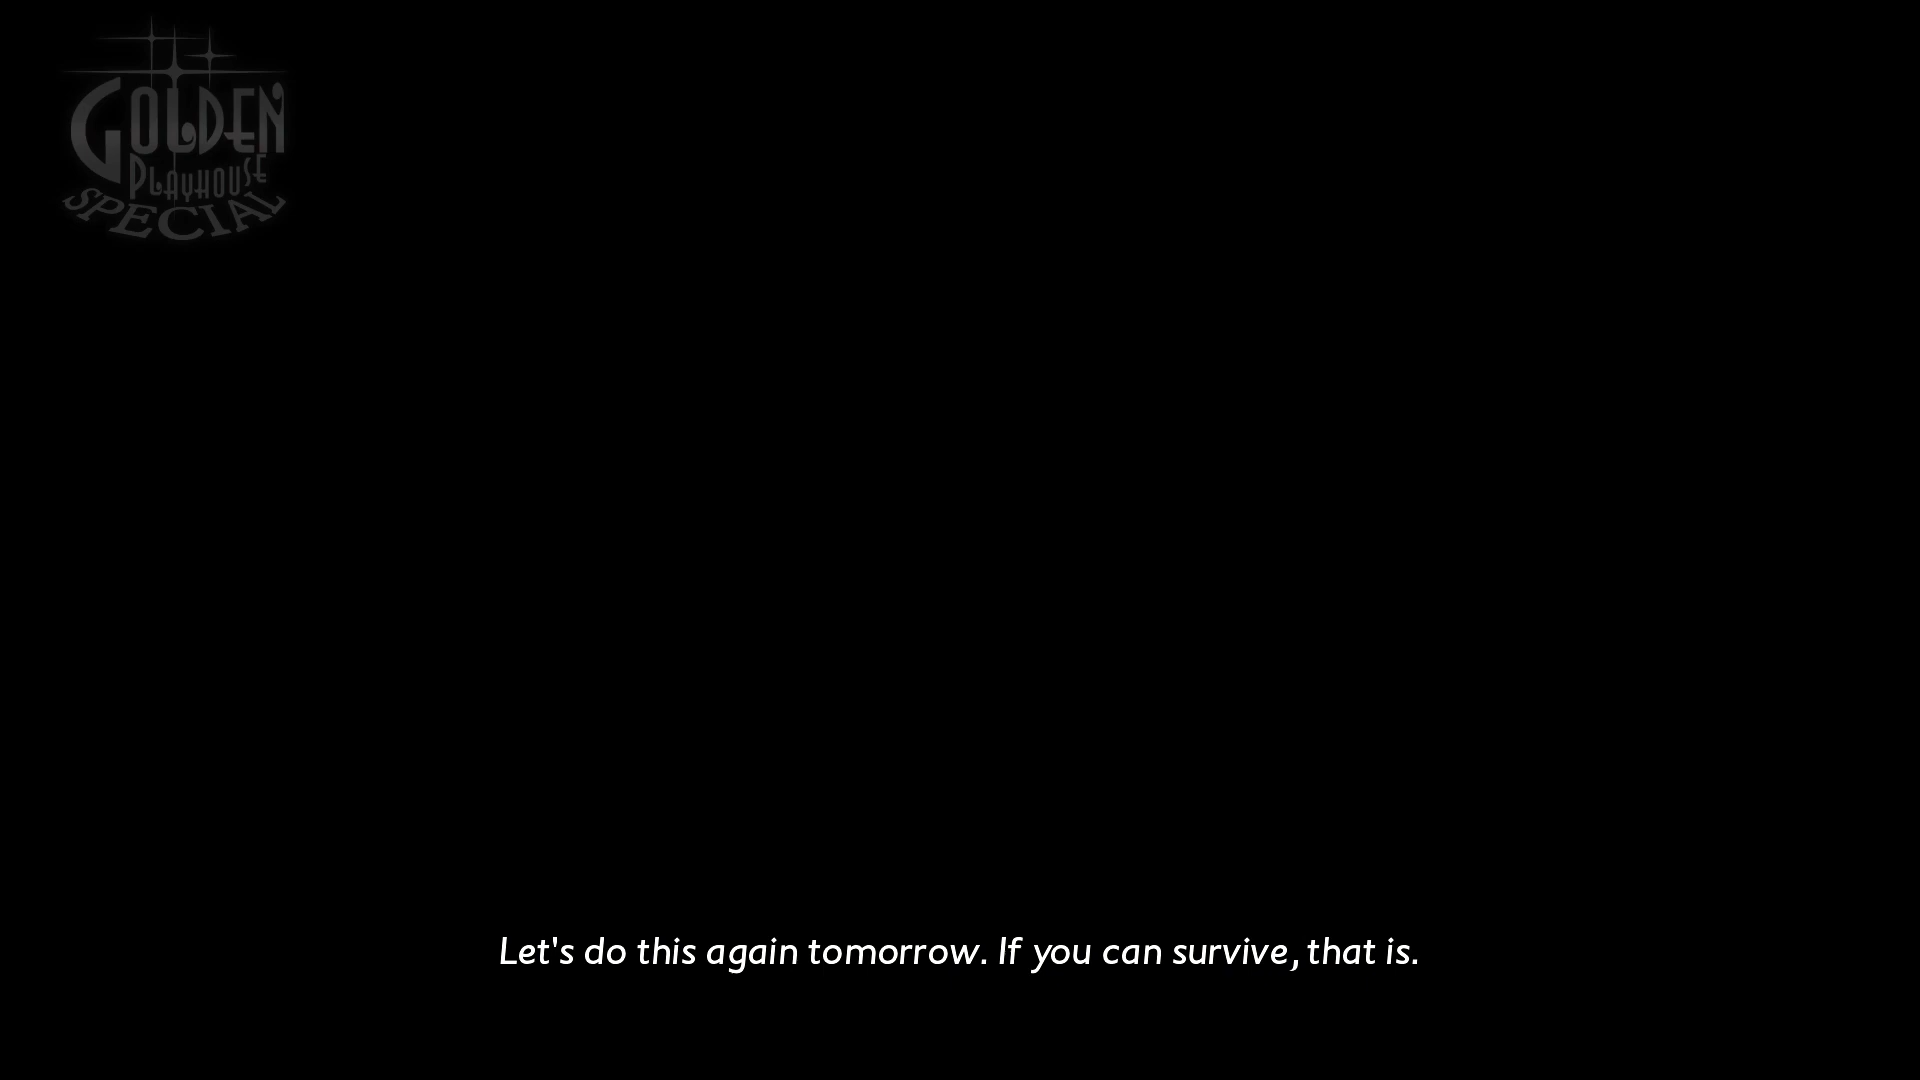 GOLDEN
PLAYHOUSE
SPECIAL
Let's do this again tomorrow. If you can survive, that is.